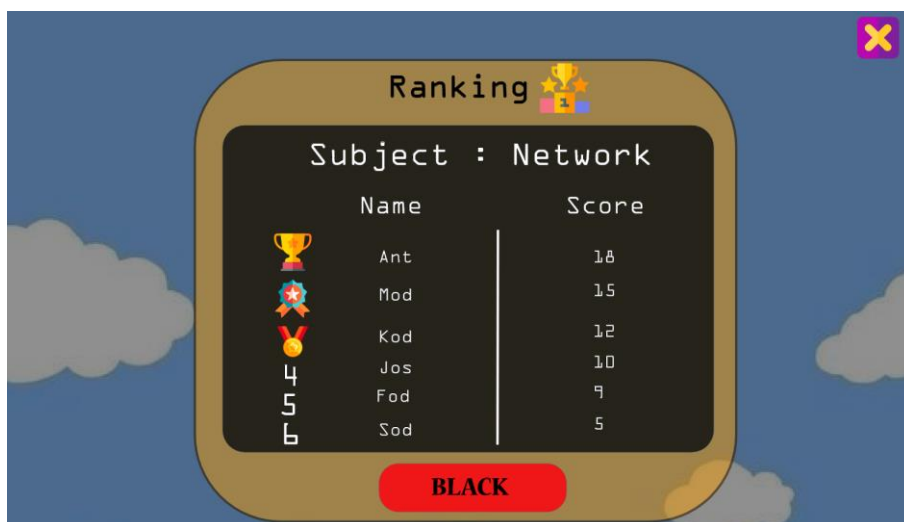 Ranking 1
Subject : Network
Name Score
Ant 18
Mod 15
Kod 12
4 Jos 10
5 Fod 9
6 Sod 5
BLACK